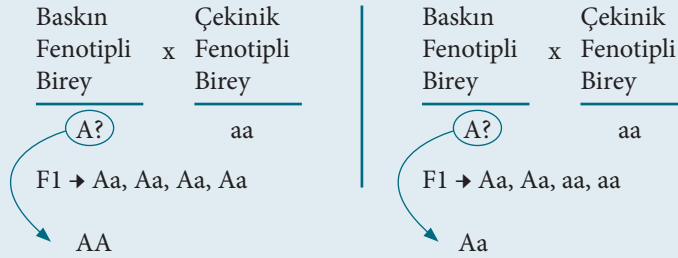 Baskın
Fenotipli
Birey
x
Çekinik
Fenotipli
Birey
A?
aa
F1 → Aa, Aa, Aa, Aa
AA
Baskın
Fenotipli
Birey
x
Çekinik
Fenotipli
Birey
A?
aa
F1 → Aa, Aa, aa, aa
Aa